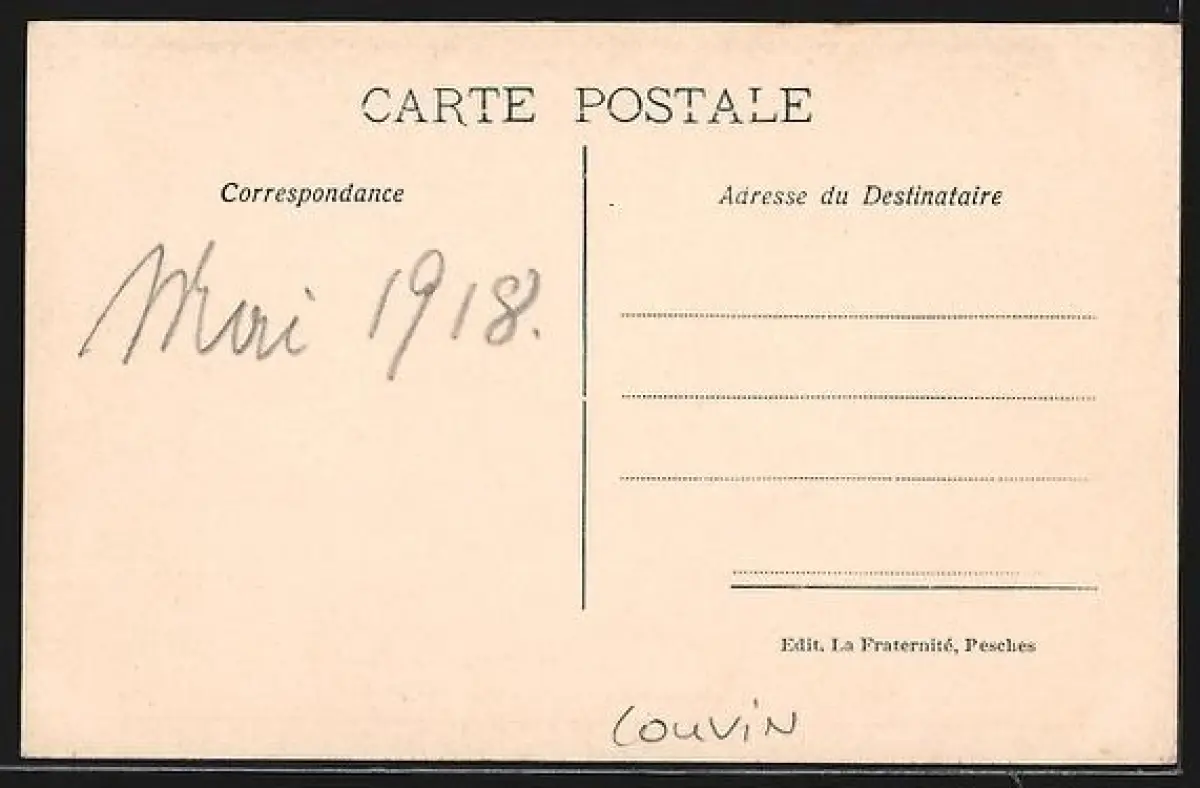 CARTE POSTALE
Correspondance
Adresse du Destinataire
Mai 1918.
Edit. La Fraternité, Pesches
Couvin